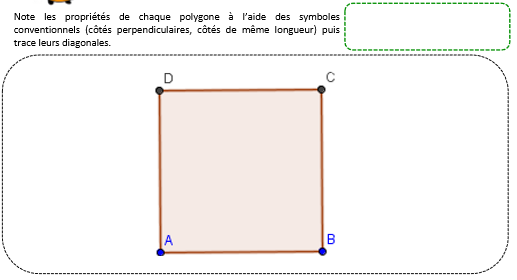 Note les propriétés de chaque polygone à l'aide des symboles
conventionnels (côtés perpendiculaires, côtés de même longueur) puis
trace leurs diagonales.
D C
A B